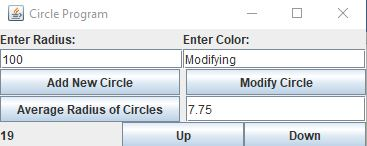 Circle Program
Enter Radius: Enter Color:
100 Modifying
Add New Circle Modify Circle
Average Radius of Circles 7.75
19 Up Down